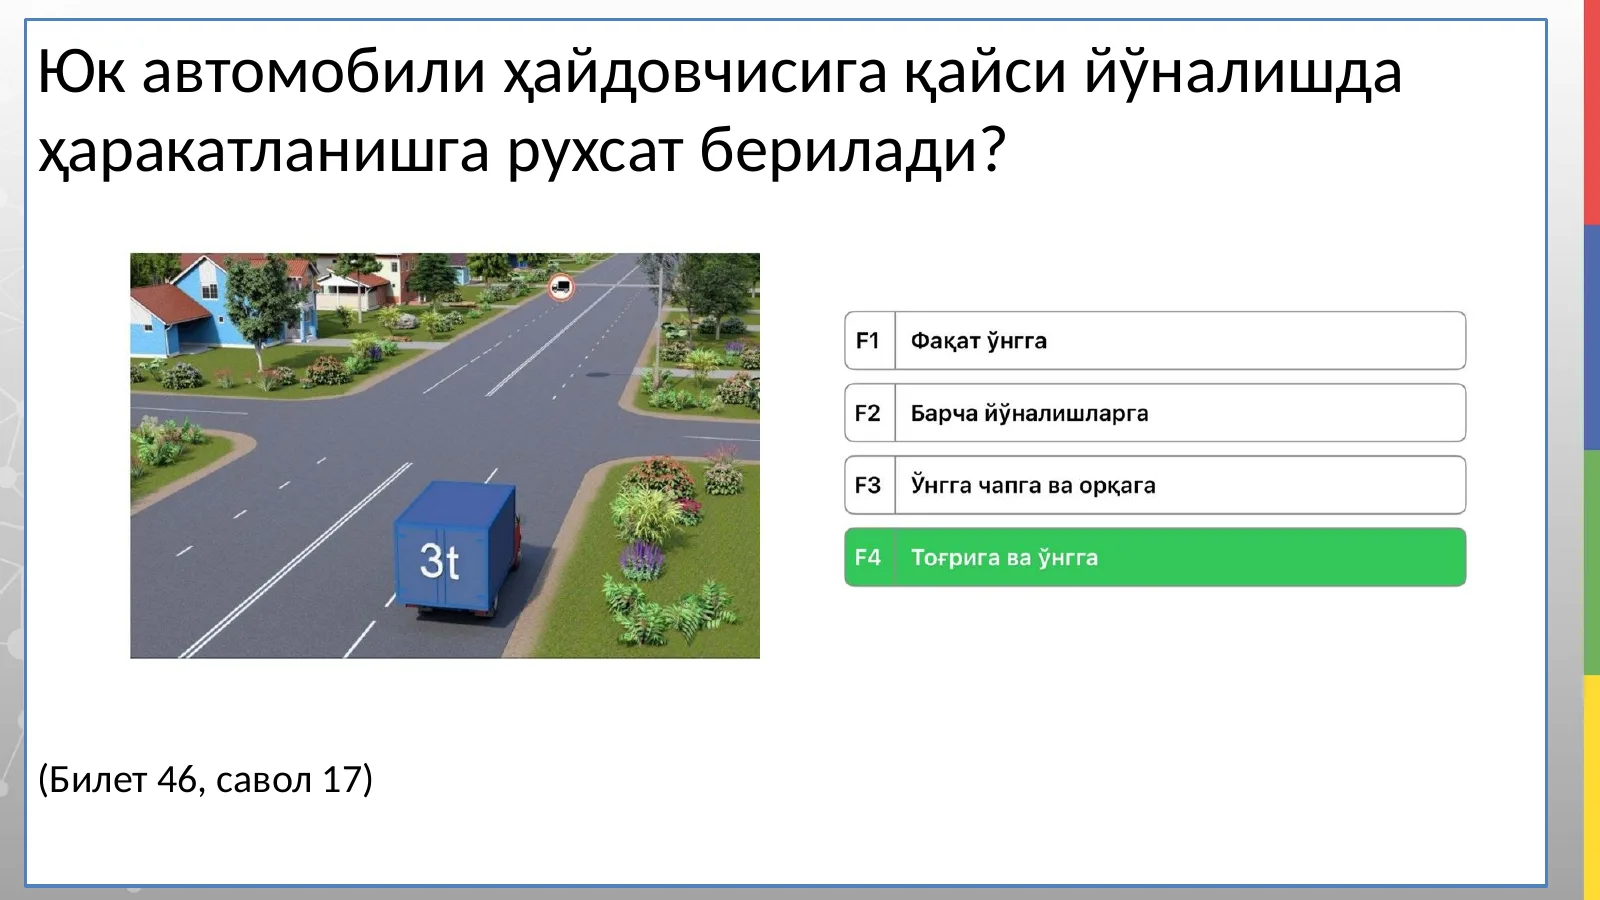 Юк автомобили ҳайдовчисига қайси йўналишда
ҳаракатланишга рухсат берилади?
3t
F1 Фақат ўнгга
F2 Барча йўналишларга
F3 Ўнгга чапга ва орқага
F4 Тоғрига ва ўнгга
(Билет 46, савол 17)